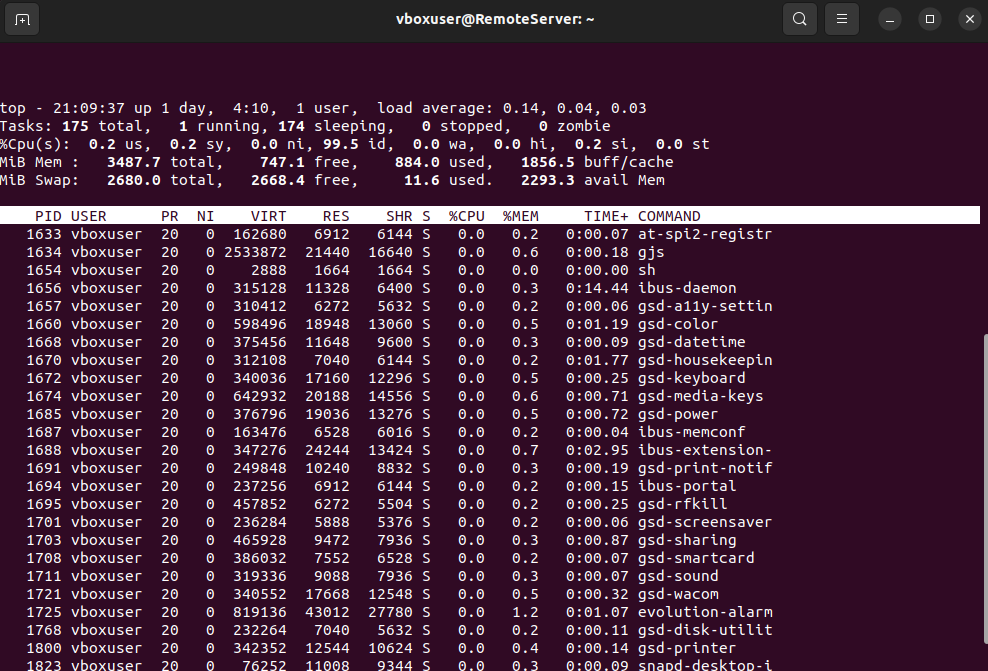 vboxuser@RemoteServer: ~
top - 21:09:37 up 1 day,  4:10,  1 user,  load average: 0.14, 0.04, 0.03
Tasks: 175 total,   1 running, 174 sleeping,   0 stopped,   0 zombie
%Cpu(s):  0.2 us,  0.2 sy,  0.0 ni, 99.5 id,  0.0 wa,  0.0 hi,  0.2 si,  0.0 st
MiB Mem :   3487.7 total,    747.1 free,    884.0 used,   1856.5 buff/cache
MiB Swap:   2680.0 total,   2668.4 free,     11.6 used.   2293.3 avail Mem
PID USER      PR  NI    VIRT    RES    SHR S  %CPU  %MEM     TIME+ COMMAND
1633 vboxuser  20   0  162680   6912   6144 S   0.0   0.2   0:00.07 at-spi2-registr
1634 vboxuser  20   0 2533872  21440  16640 S   0.0   0.6   0:00.18 gjs
1654 vboxuser  20   0    2888   1664   1664 S   0.0   0.0   0:00.00 sh
1656 vboxuser  20   0  315128  11328   6400 S   0.0   0.3   0:14.44 ibus-daemon
1657 vboxuser  20   0  310412   6272   5632 S   0.0   0.2   0:00.06 gsd-a11y-settin
1660 vboxuser  20   0  598496  18948  13060 S   0.0   0.5   0:01.19 gsd-color
1668 vboxuser  20   0  375456  11648   9600 S   0.0   0.3   0:00.09 gsd-datetime
1670 vboxuser  20   0  312108   7040   6144 S   0.0   0.2   0:01.77 gsd-housekeepin
1672 vboxuser  20   0  340036  17160  12296 S   0.0   0.5   0:00.25 gsd-keyboard
1674 vboxuser  20   0  642932  20188  14556 S   0.0   0.6   0:00.71 gsd-media-keys
1685 vboxuser  20   0  376796  19036  13276 S   0.0   0.5   0:00.72 gsd-power
1687 vboxuser  20   0  163476   6528   6016 S   0.0   0.2   0:00.04 ibus-memconf
1688 vboxuser  20   0  347276  24244  13424 S   0.0   0.7   0:02.95 ibus-extension-
1691 vboxuser  20   0  249848  10240   8832 S   0.0   0.3   0:00.19 gsd-print-notif
1694 vboxuser  20   0  237256   6912   6144 S   0.0   0.2   0:00.15 ibus-portal
1695 vboxuser  20   0  457852   6272   5504 S   0.0   0.2   0:00.25 gsd-rfkill
1701 vboxuser  20   0  236284   5888   5376 S   0.0   0.2   0:00.06 gsd-screensaver
1703 vboxuser  20   0  465928   9472   7936 S   0.0   0.3   0:00.87 gsd-sharing
1708 vboxuser  20   0  386032   7552   6528 S   0.0   0.2   0:00.07 gsd-smartcard
1711 vboxuser  20   0  319336   9088   7936 S   0.0   0.3   0:00.07 gsd-sound
1721 vboxuser  20   0  340552  17668  12548 S   0.0   0.5   0:00.32 gsd-wacom
1725 vboxuser  20   0  819136  43012  27780 S   0.0   1.2   0:01.07 evolution-alarm
1768 vboxuser  20   0  232264   7040   5632 S   0.0   0.2   0:00.11 gsd-disk-utilit
1800 vboxuser  20   0  342352  12544  10624 S   0.0   0.4   0:00.14 gsd-printer
1823 vboxuser  20   0   76252  11008   9344 S   0.0   0.3   0:00.09 snapd-desktop-i